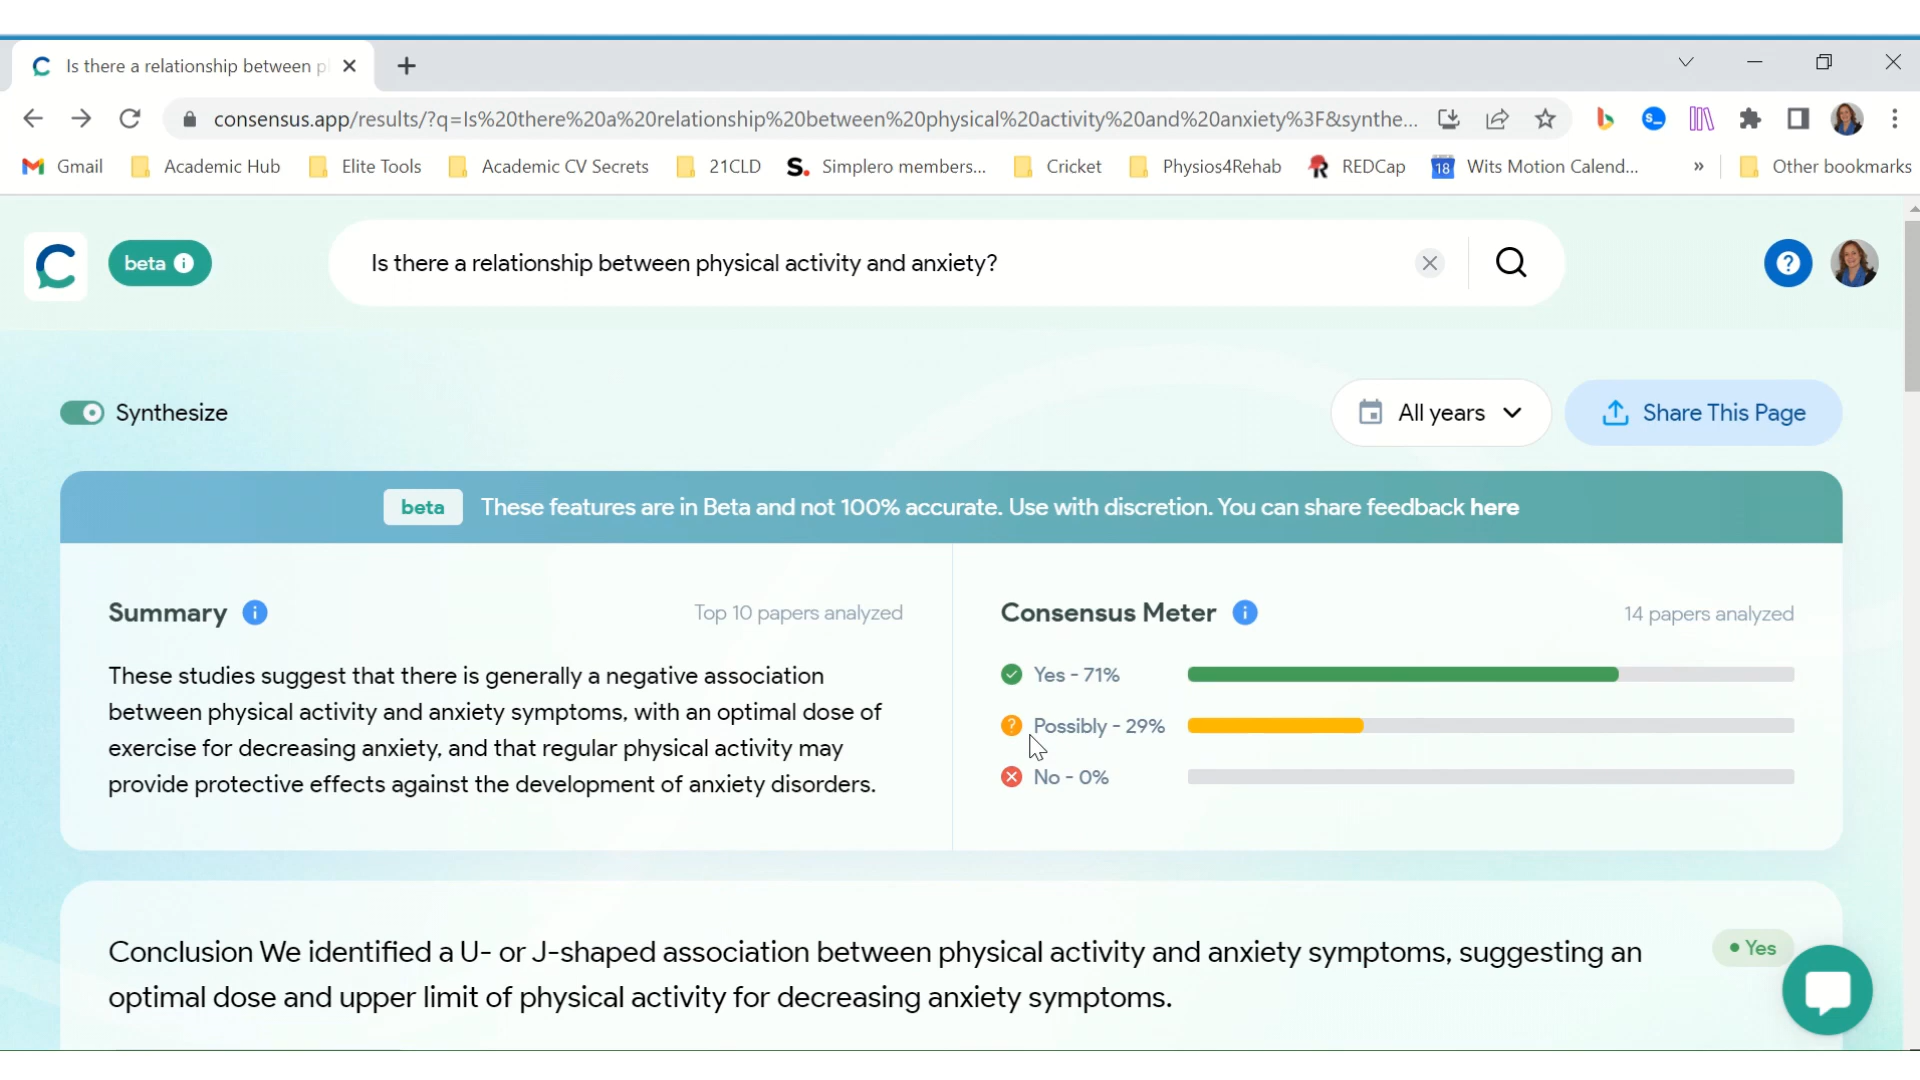 Is there a relationship between p
consensus.app/results/?q=Is%20there%20a%20relationship%20between%20physical%20activity%20and%20anxiety%3F&synthe...
Gmail Academic Hub Elite Tools Academic CV Secrets 21CLD S. Simplero members... Cricket Physios4Rehab REDCap 18 Wits Motion Calend... » Other bookmarks
beta Is there a relationship between physical activity and anxiety?
Synthesize All years Share This Page
beta These features are in Beta and not 100% accurate. Use with discretion. You can share feedback here
Summary Top 10 papers analyzed
These studies suggest that there is generally a negative association
between physical activity and anxiety symptoms, with an optimal dose of
exercise for decreasing anxiety, and that regular physical activity may
provide protective effects against the development of anxiety disorders.
Consensus Meter 14 papers analyzed
Yes - 71%
Possibly - 29%
No - 0%
Conclusion We identified a U- or J-shaped association between physical activity and anxiety symptoms, suggesting an
optimal dose and upper limit of physical activity for decreasing anxiety symptoms.
Yes